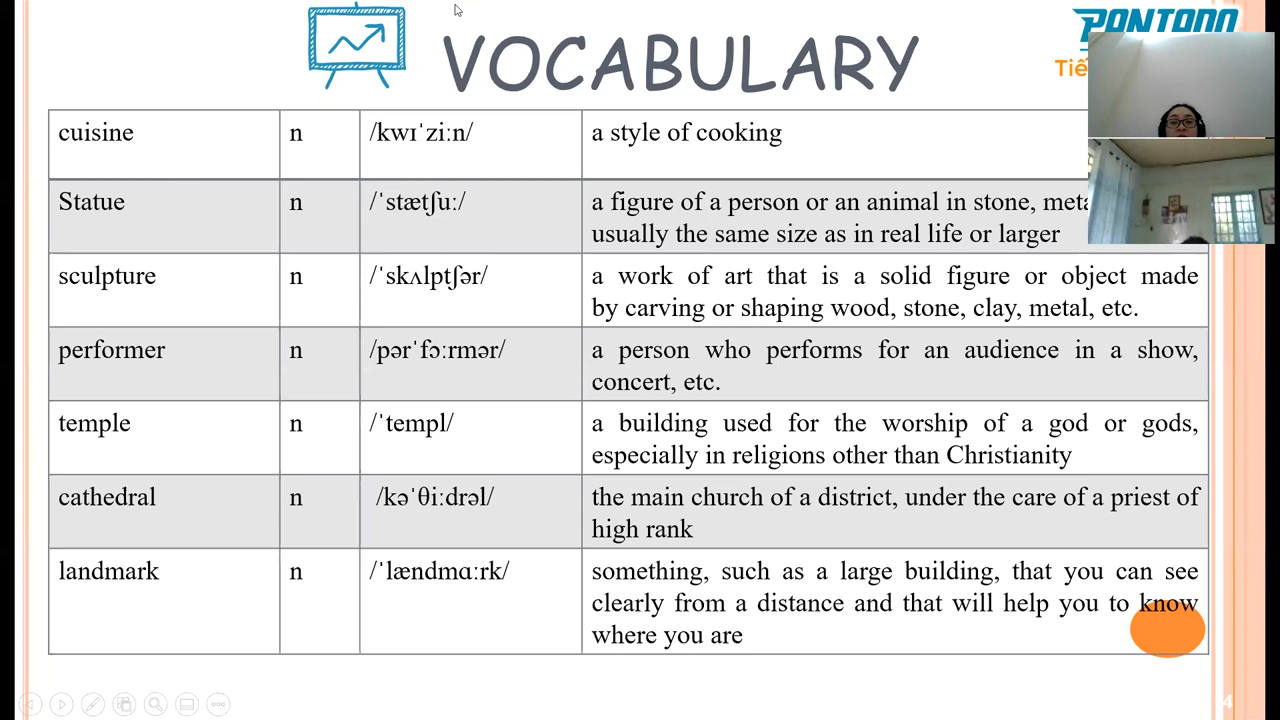 VOCABULARY
PONTONN
Tiế
cuisine n /kwɪˈziːn/ a style of cooking
Statue n /ˈstætʃuː/ a figure of a person or an animal in stone,
usually the same size as in real life or larger
sculpture n /ˈskʌlptʃər/ a work of art that is a solid figure or object made
by carving or shaping wood, stone, clay, metal, etc.
performer n /pərˈfɔːrmər/ a person who performs for an audience in a show,
concert, etc.
temple n /ˈtempl/ a building used for the worship of a god or gods,
especially in religions other than Christianity
cathedral n /kəˈθiːdrəl/ the main church of a district, under the care of a priest of
high rank
landmark n /ˈlændmɑːrk/ something, such as a large building, that you can see
clearly from a distance and that will help you to know
where you are
4